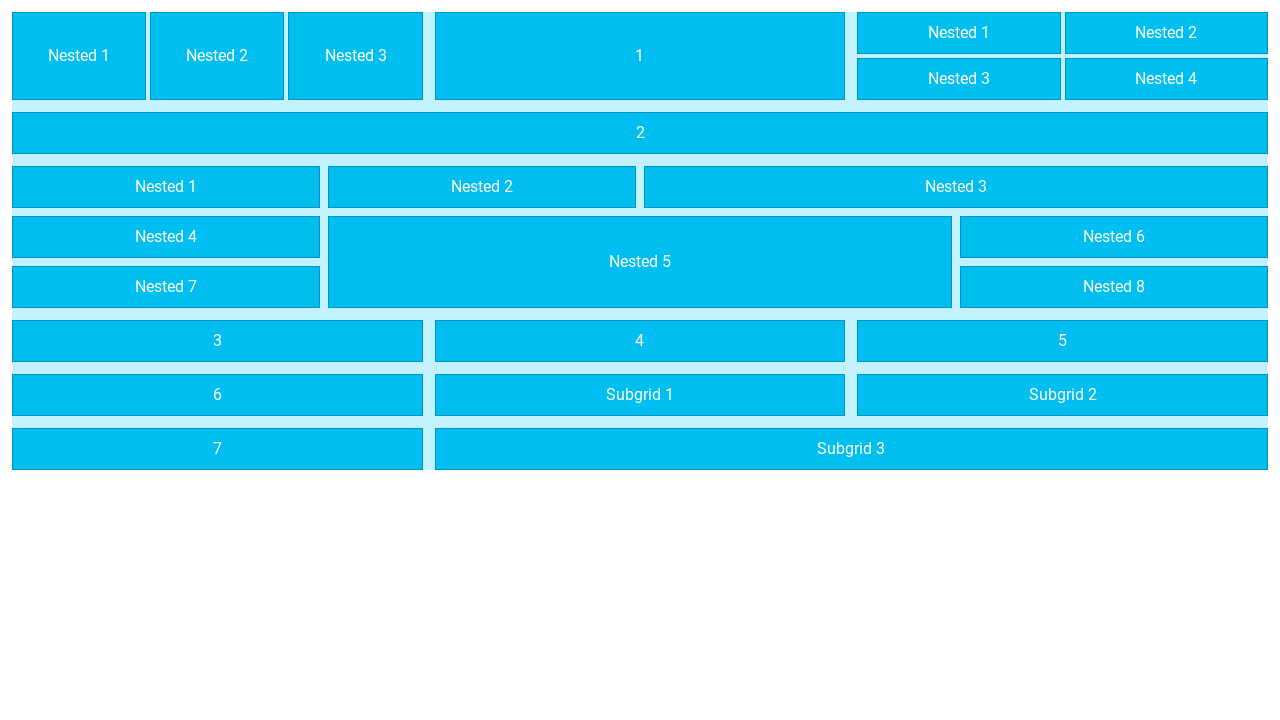 Nested 1
Nested 2
Nested 3
1
Nested 1
Nested 2
Nested 3
Nested 4
2
Nested 1
Nested 2
Nested 3
Nested 4
Nested 5
Nested 6
Nested 7
Nested 8
3
4
5
6
Subgrid 1
Subgrid 2
7
Subgrid 3